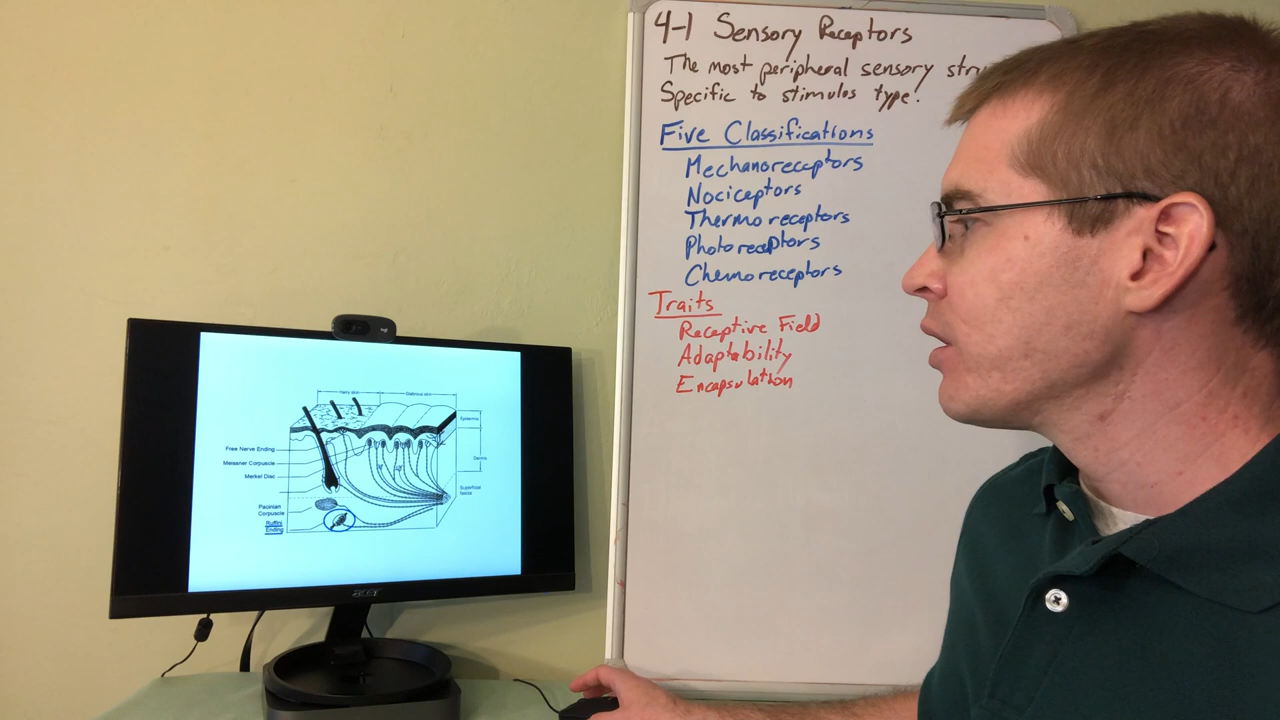 4-1 Sensory Receptors
The most peripheral sensory
Specific to stimulus type!
Five Classifications
Mechanoreceptors
Nociceptors
Thermoreceptors
Photoreceptors
Chemoreceptors
Traits
Receptive Field
Adaptability
Encapsulation
Hairy skin
Glabrous skin
Epidermis
Free Nerve Ending
Meissner Corpuscle
Dermis
Merkel Disc
Superficial
fascia
Pacinian
Corpuscle
Ruffini
Ending
acer
logi